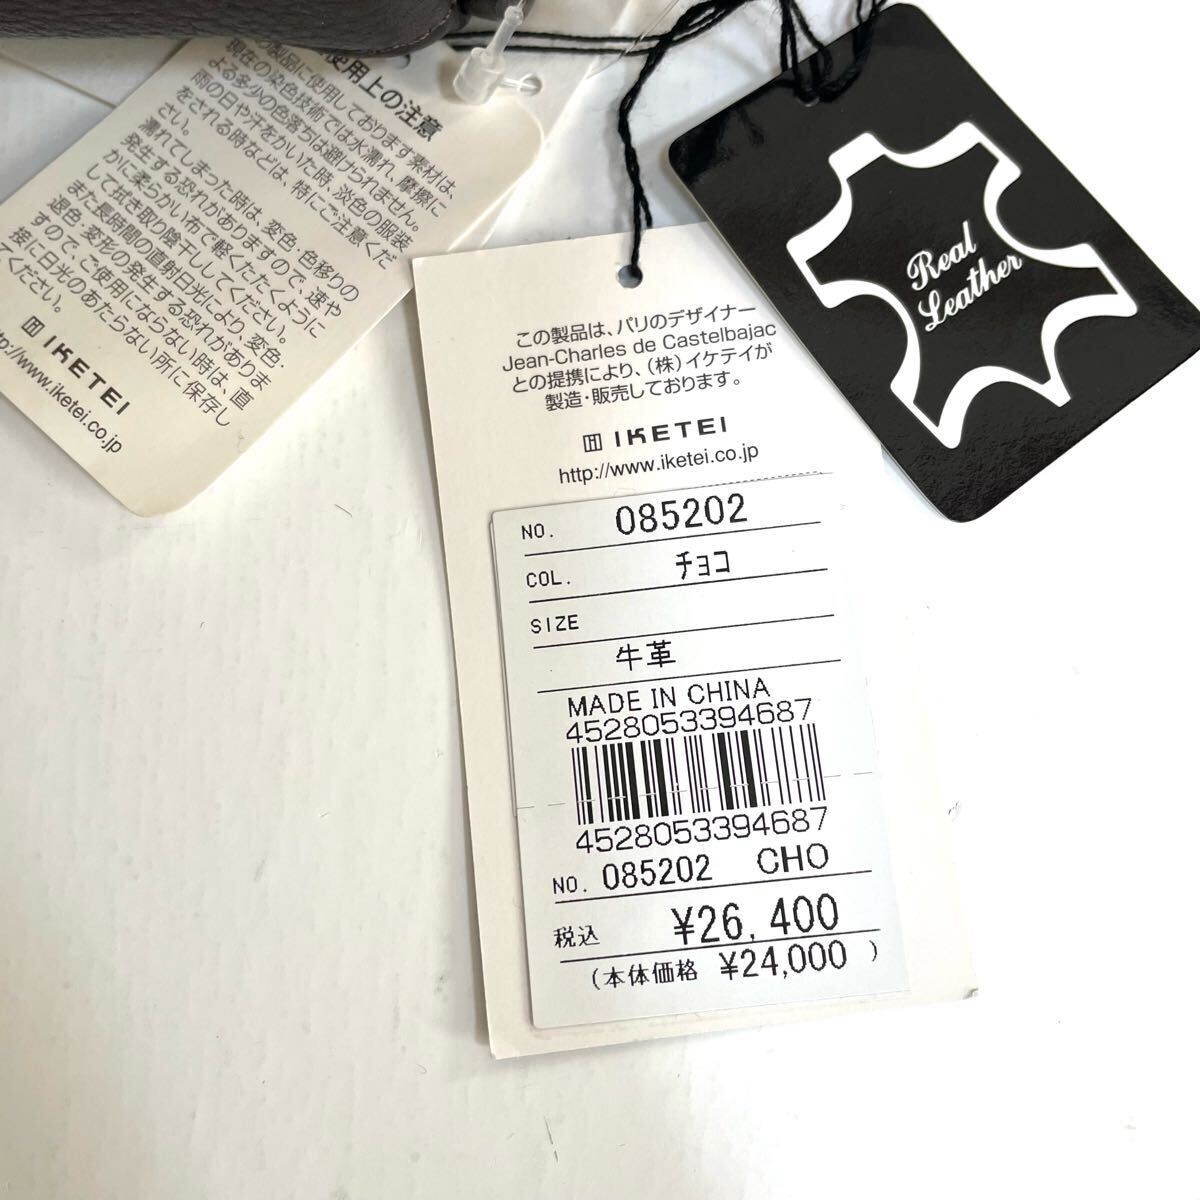 使用上の注意
の製品に使用しております素材は、
現在の染色技術では水濡れ、摩擦に
よる多少の色落ちは避けられません。
雨の日や汗をかいた時、淡色の服装
をされる時などは、特にご注意くだ
さい。
濡れてしまった時は、変色・色移りの
発生する恐れがありますので、速や
かに柔らかい布で軽くたたくように
して拭き取り陰干ししてください。
また長時間の直射日光により、変色・
退色・変形の発生する恐れがありま
すので、ご使用にならない時は、直
接に日光のあたらない所に保存し
てください。
IKETEI
http://www.iketei.co.jp
この製品は、パリのデザイナー
Jean-Charles de Castelbajac
との提携により、(株)イケテイが
製造・販売しております。
IKETEI
http://www.iketei.co.jp
NO. 085202
COL. チョコ
SIZE
牛革
MADE IN CHINA
4528053394687
4528053394687
NO. 085202 CHO
税込 ¥26,400
(本体価格 ¥24,000 )
Real
Leather